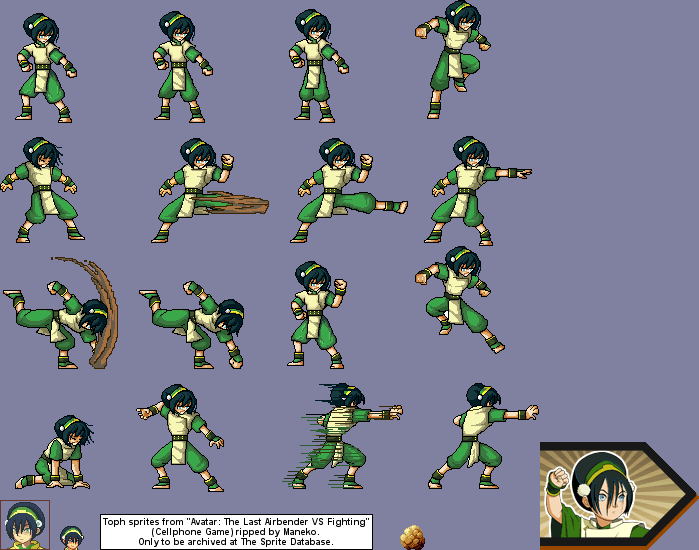 Toph sprites from "Avatar: The Last Airbender VS Fighting"
(Cellphone Game) ripped by Maneko.
Only to be archived at The Sprite Database.